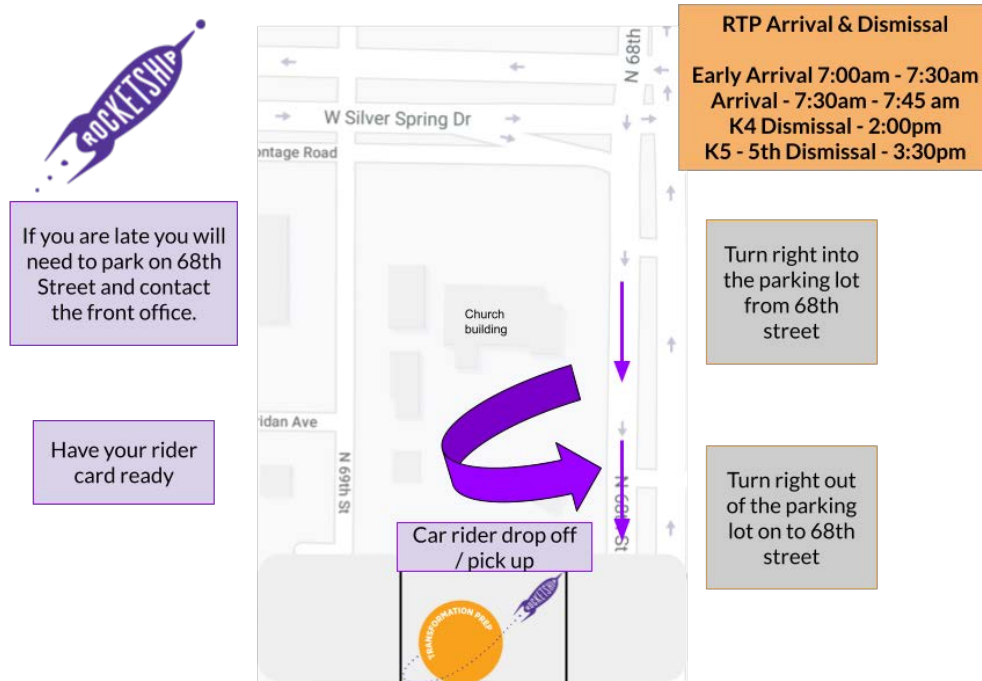 RTP Arrival & Dismissal
Early Arrival 7:00am - 7:30am
Arrival - 7:30am - 7:45 am
K4 Dismissal - 2:00pm
K5 - 5th Dismissal - 3:30pm
ROCKETSHIP
N 68th
W Silver Spring Dr
ontage Road
If you are late you will
need to park on 68th
Street and contact
the front office.
Church
building
Turn right into
the parking lot
from 68th
street
ridan Ave
Have your rider
card ready
N 69th St
N 68th St
Turn right out
of the parking
lot on to 68th
street
Car rider drop off
/ pick up
TRANSFORMATION PREP
ROCKETSHIP